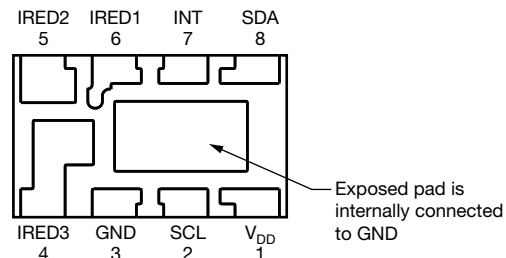 IRED2 IRED1 INT SDA
5 6 7 8
Exposed pad is
internally connected
to GND
IRED3 GND SCL VDD
4 3 2 1